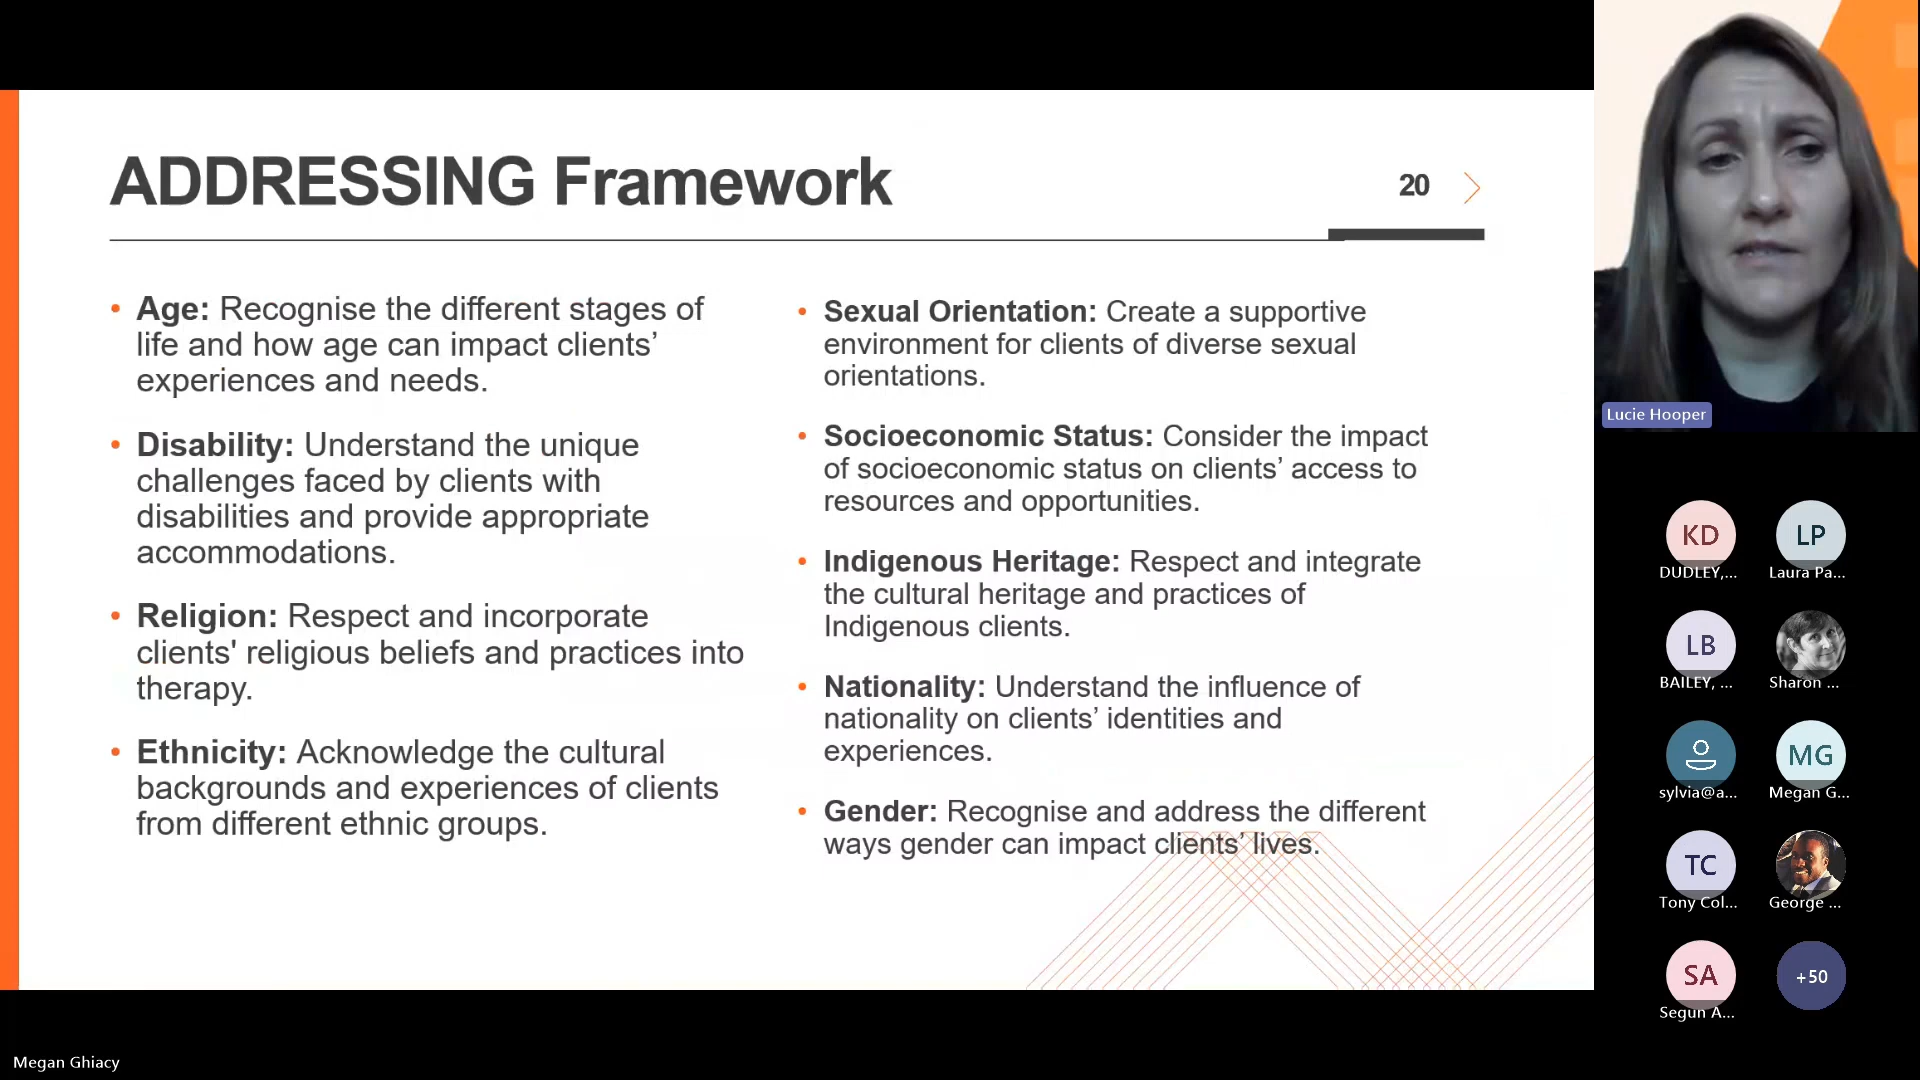 ADDRESSING Framework
20
• Age: Recognise the different stages of
life and how age can impact clients’
experiences and needs.
• Disability: Understand the unique
challenges faced by clients with
disabilities and provide appropriate
accommodations.
• Religion: Respect and incorporate
clients' religious beliefs and practices into
therapy.
• Ethnicity: Acknowledge the cultural
backgrounds and experiences of clients
from different ethnic groups.
• Sexual Orientation: Create a supportive
environment for clients of diverse sexual
orientations.
• Socioeconomic Status: Consider the impact
of socioeconomic status on clients’ access to
resources and opportunities.
• Indigenous Heritage: Respect and integrate
the cultural heritage and practices of
Indigenous clients.
• Nationality: Understand the influence of
nationality on clients’ identities and
experiences.
• Gender: Recognise and address the different
ways gender can impact clients’ lives.
Lucie Hooper
KD
DUDLEY,...
LP
Laura Pa...
LB
BAILEY, ...
Sharon ...
sylvia@a...
MG
Megan G...
TC
Tony Col...
George ...
SA
Segun A...
+50
Megan Ghiacy